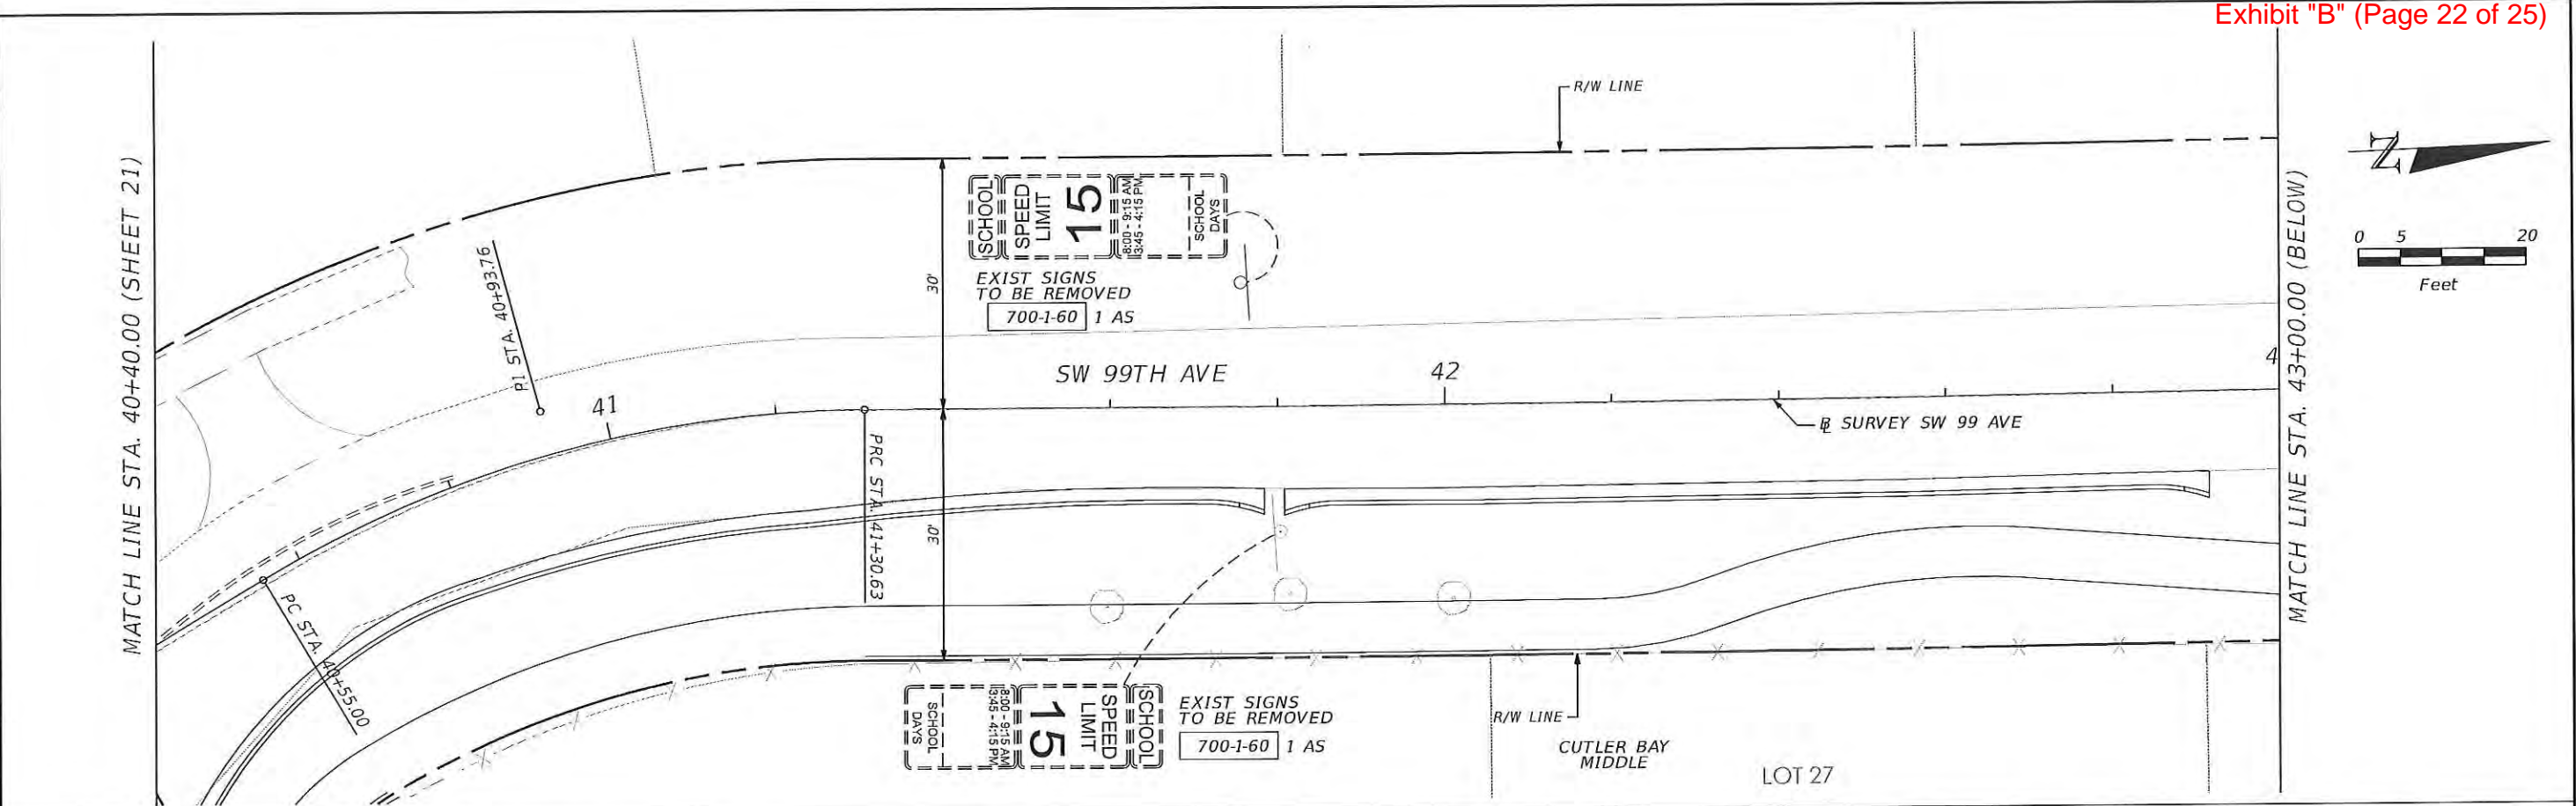 Exhibit "B" (Page 22 of 25)
MATCH LINE STA. 40+40.00 (SHEET 21)
R/W LINE
N
0 5 20
Feet
MATCH LINE STA. 43+00.00 (BELOW)
PI STA. 40+93.76
SCHOOL
SPEED
LIMIT
15
8:00 - 9:15 AM
3:45 - 4:15 PM
SCHOOL
DAYS
EXIST SIGNS
TO BE REMOVED
700-1-60 1 AS
30'
SW 99TH AVE
41
42
4
PRC STA. 41+30.63
30'
℄ SURVEY SW 99 AVE
PC STA. 40+55.00
SCHOOL
SPEED
LIMIT
15
8:00 - 9:15 AM
3:45 - 4:15 PM
SCHOOL
DAYS
EXIST SIGNS
TO BE REMOVED
700-1-60 1 AS
R/W LINE
CUTLER BAY
MIDDLE
LOT 27